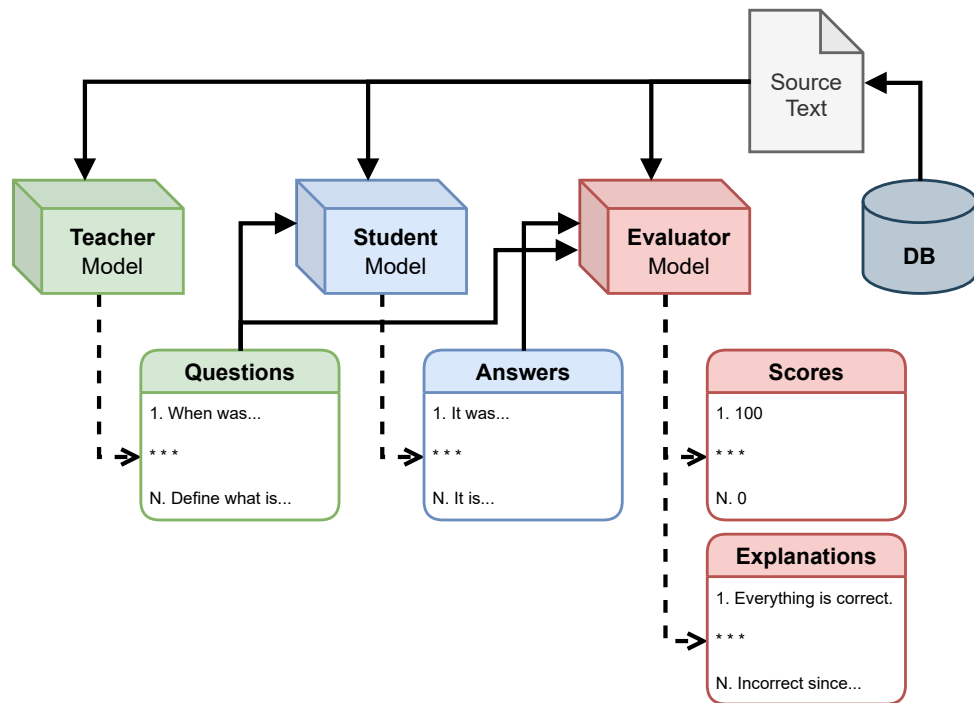 Source
Text
Teacher
Model
Student
Model
Evaluator
Model
DB
Questions
1. When was...
* * *
N. Define what is...
Answers
1. It was...
* * *
N. It is...
Scores
1. 100
* * *
N. 0
Explanations
1. Everything is correct.
* * *
N. Incorrect since...